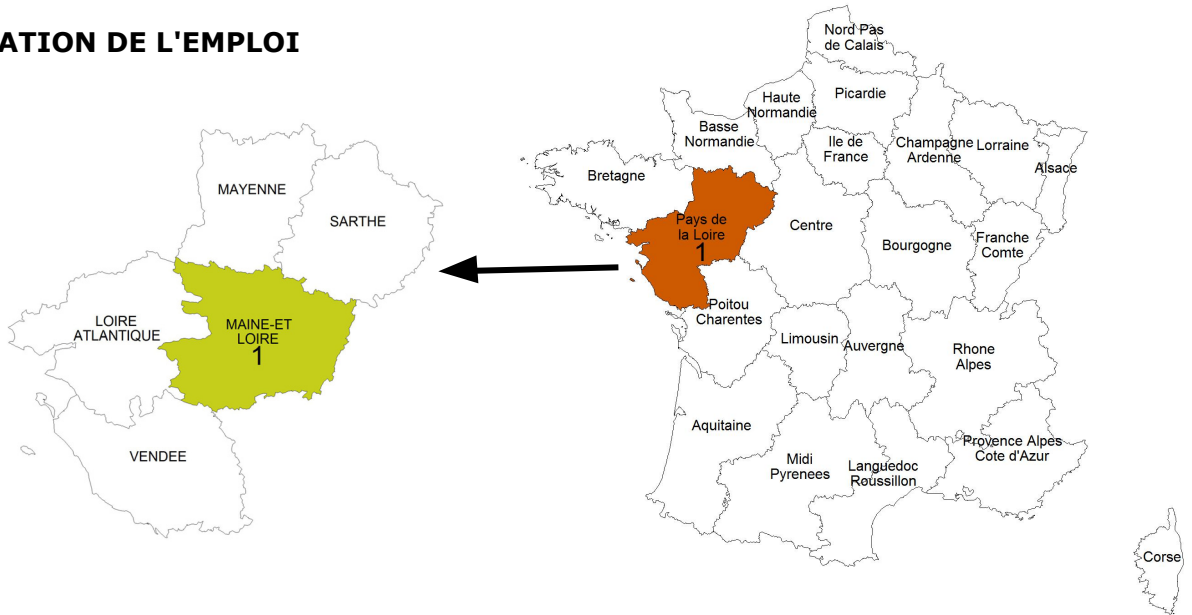 ATION DE L'EMPLOI
MAYENNE
SARTHE
LOIRE
ATLANTIQUE
MAINE-ET
LOIRE
1
VENDEE
Nord Pas
de Calais
Picardie
Haute
Normandie
Basse
Normandie
Ile de
France
Champagne
Ardenne
Lorraine
Alsace
Bretagne
Pays de
la Loire
1
Centre
Bourgogne
Franche
Comte
Poitou
Charentes
Limousin
Auvergne
Rhone
Alpes
Aquitaine
Midi
Pyrenees
Languedoc
Roussillon
Provence Alpes
Cote d'Azur
Corse